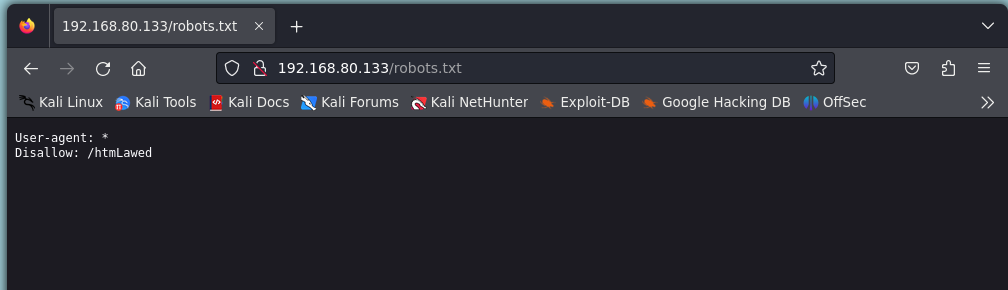 192.168.80.133/robots.txt
192.168.80.133/robots.txt
Kali Linux Kali Tools Kali Docs Kali Forums Kali NetHunter Exploit-DB Google Hacking DB OffSec
User-agent: *
Disallow: /htmLawed